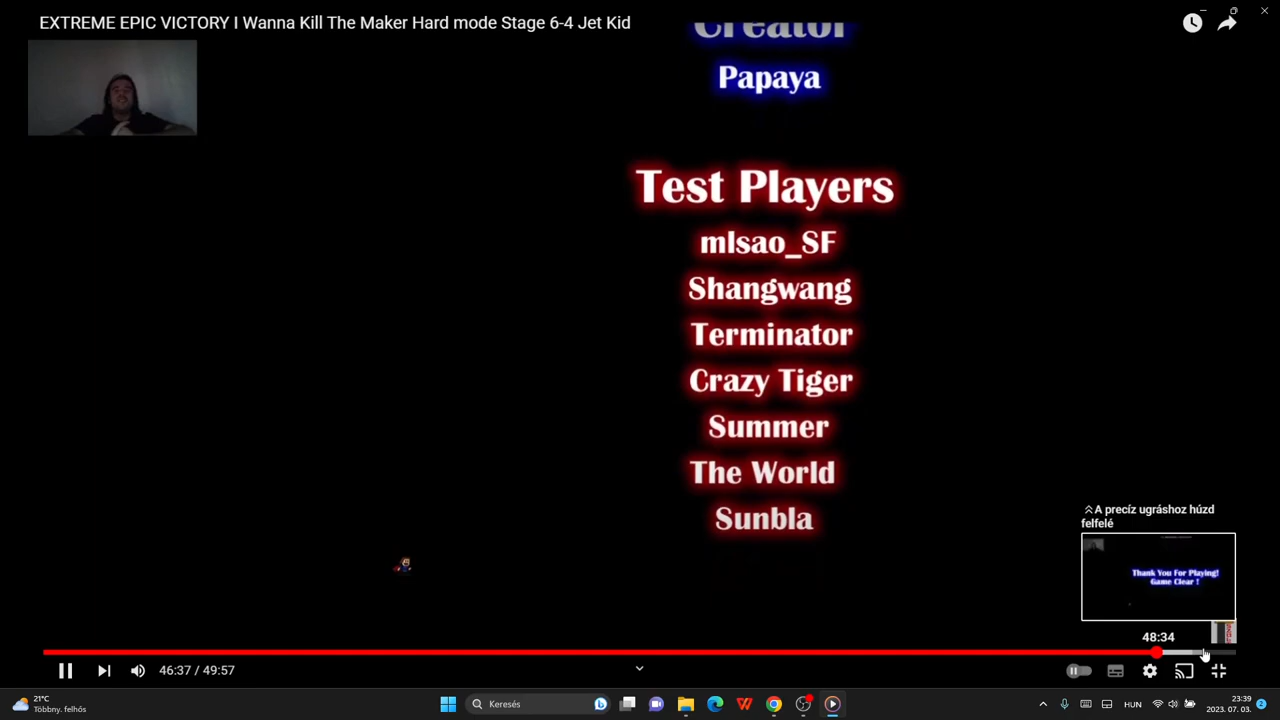 EXTREME EPIC VICTORY I Wanna Kill The Maker Hard mode Stage 6-4 Jet Kid
Creator
Papaya
Test Players
mIsao_SF
Shangwang
Terminator
Crazy Tiger
Summer
The World
Sunbla
A precíz ugráshoz húzd
felfelé
Thank You For Playing!
Game Clear !
48:34
46:37 / 49:57
21°C
Többny. felhős
Keresés
HUN
23:39
2023. 07. 03.
2